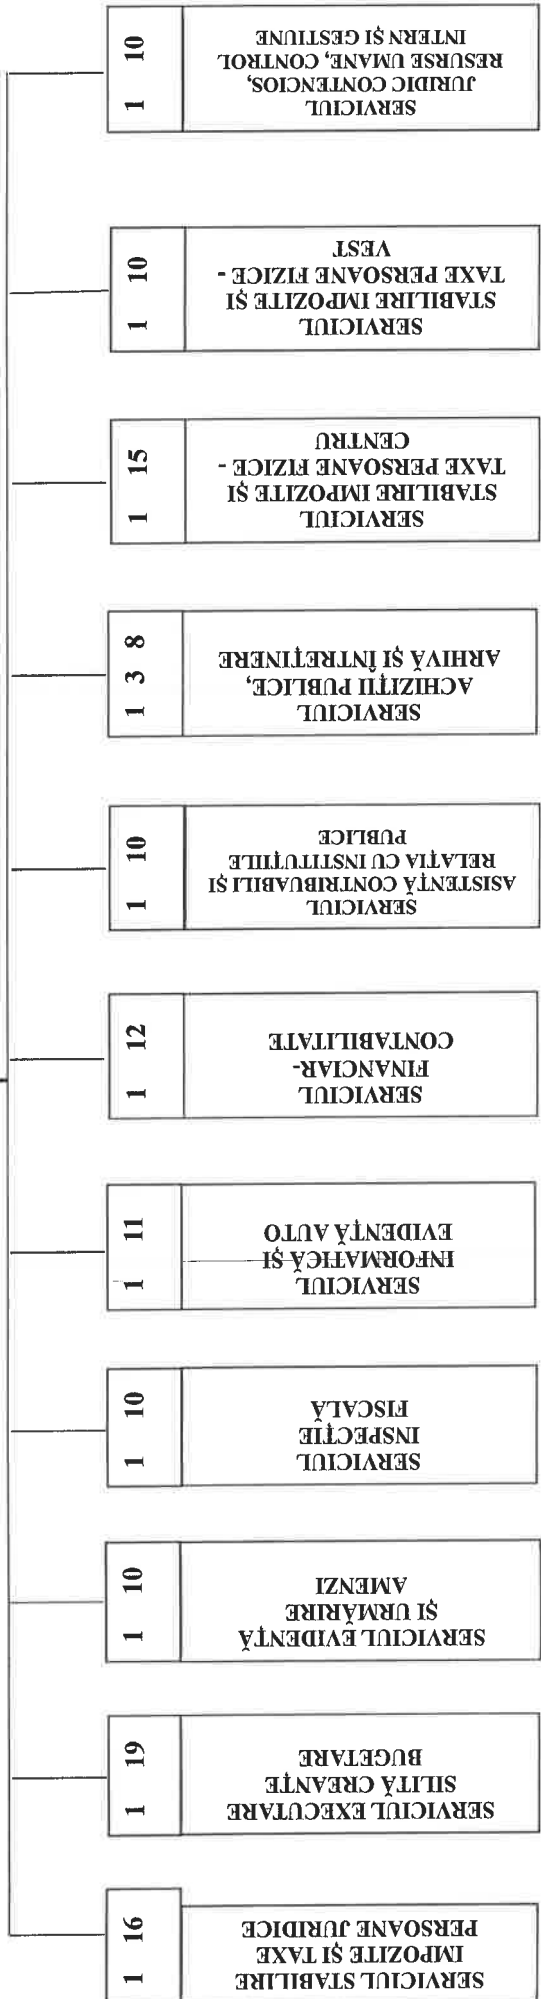 1 10
SERVICIUL
JURIDIC CONTENCIOS,
RESURSE UMANE, CONTROL
INTERN ȘI GESTIUNE
1 10
SERVICIUL
STABILIRE IMPOZITE ȘI
TAXE PERSOANE FIZICE -
VEST
1 15
SERVICIUL
STABILIRE IMPOZITE ȘI
TAXE PERSOANE FIZICE -
CENTRU
1 3 8
SERVICIUL
ACHIZIȚII PUBLICE,
ARHIVĂ ȘI ÎNTREȚINERE
1 10
SERVICIUL
ASISTENȚĂ CONTRIBUABILI ȘI
RELAȚIA CU INSTITUȚIILE
PUBLICE
1 12
SERVICIUL
FINANCIAR-
CONTABILITATE
1 11
SERVICIUL
INFORMATICĂ ȘI
EVIDENȚĂ AUTO
1 10
SERVICIUL
INSPECȚIE
FISCALĂ
1 10
SERVICIUL EVIDENȚĂ
ȘI URMĂRIRE
AMENZI
1 19
SERVICIUL EXECUTARE
SILITĂ CREANȚE
BUGETARE
1 16
SERVICIUL STABILIRE
IMPOZITE ȘI TAXE
PERSOANE JURIDICE